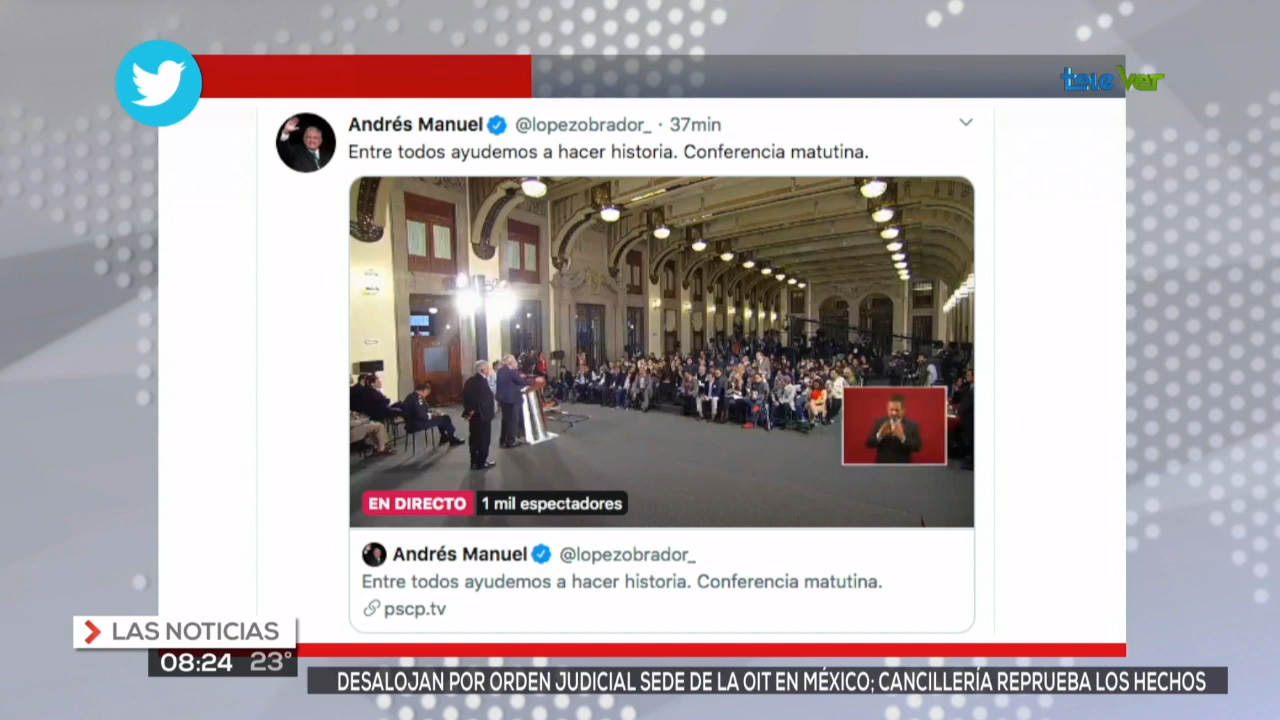 tele Ver
Andrés Manuel @lopezobrador_ · 37min
Entre todos ayudemos a hacer historia. Conferencia matutina.
EN DIRECTO 1 mil espectadores
Andrés Manuel @lopezobrador_
Entre todos ayudemos a hacer historia. Conferencia matutina.
pscp.tv
LAS NOTICIAS
08:24 23°
DESALOJAN POR ORDEN JUDICIAL SEDE DE LA OIT EN MÉXICO; CANCILLERÍA REPRUEBA LOS HECHOS